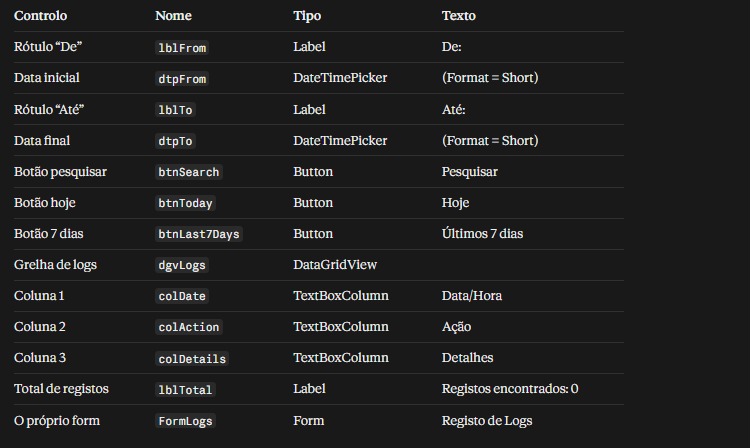 Controlo Nome Tipo Texto
Rótulo “De” lblFrom Label De:
Data inicial dtpFrom DateTimePicker (Format = Short)
Rótulo “Até” lblTo Label Até:
Data final dtpTo DateTimePicker (Format = Short)
Botão pesquisar btnSearch Button Pesquisar
Botão hoje btnToday Button Hoje
Botão 7 dias btnLast7Days Button Últimos 7 dias
Grelha de logs dgvLogs DataGridView
Coluna 1 colDate TextBoxColumn Data/Hora
Coluna 2 colAction TextBoxColumn Ação
Coluna 3 colDetails TextBoxColumn Detalhes
Total de registos lblTotal Label Registos encontrados: 0
O próprio form FormLogs Form Registo de Logs